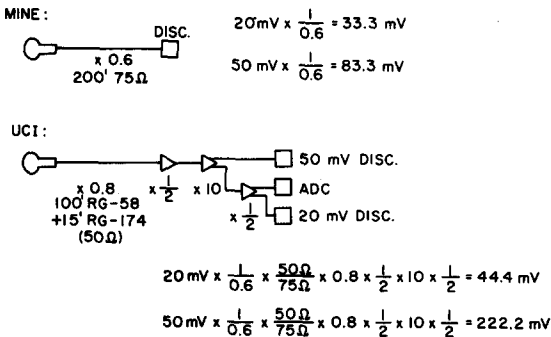 MINE:
DISC.
x 0.6
200' 75Ω
20mV x 1/0.6 = 33.3 mV
50 mV x 1/0.6 = 83.3 mV
UCI:
50 mV DISC.
ADC
20 mV DISC.
x 0.8
100' RG-58
+15' RG-174
(50Ω)
x 1/2
x 10
x 1/2
20mV x 1/0.6 x 50Ω/75Ω x 0.8 x 1/2 x 10 x 1/2 = 44.4 mV
50mV x 1/0.6 x 50Ω/75Ω x 0.8 x 1/2 x 10 x 1/2 = 222.2 mV